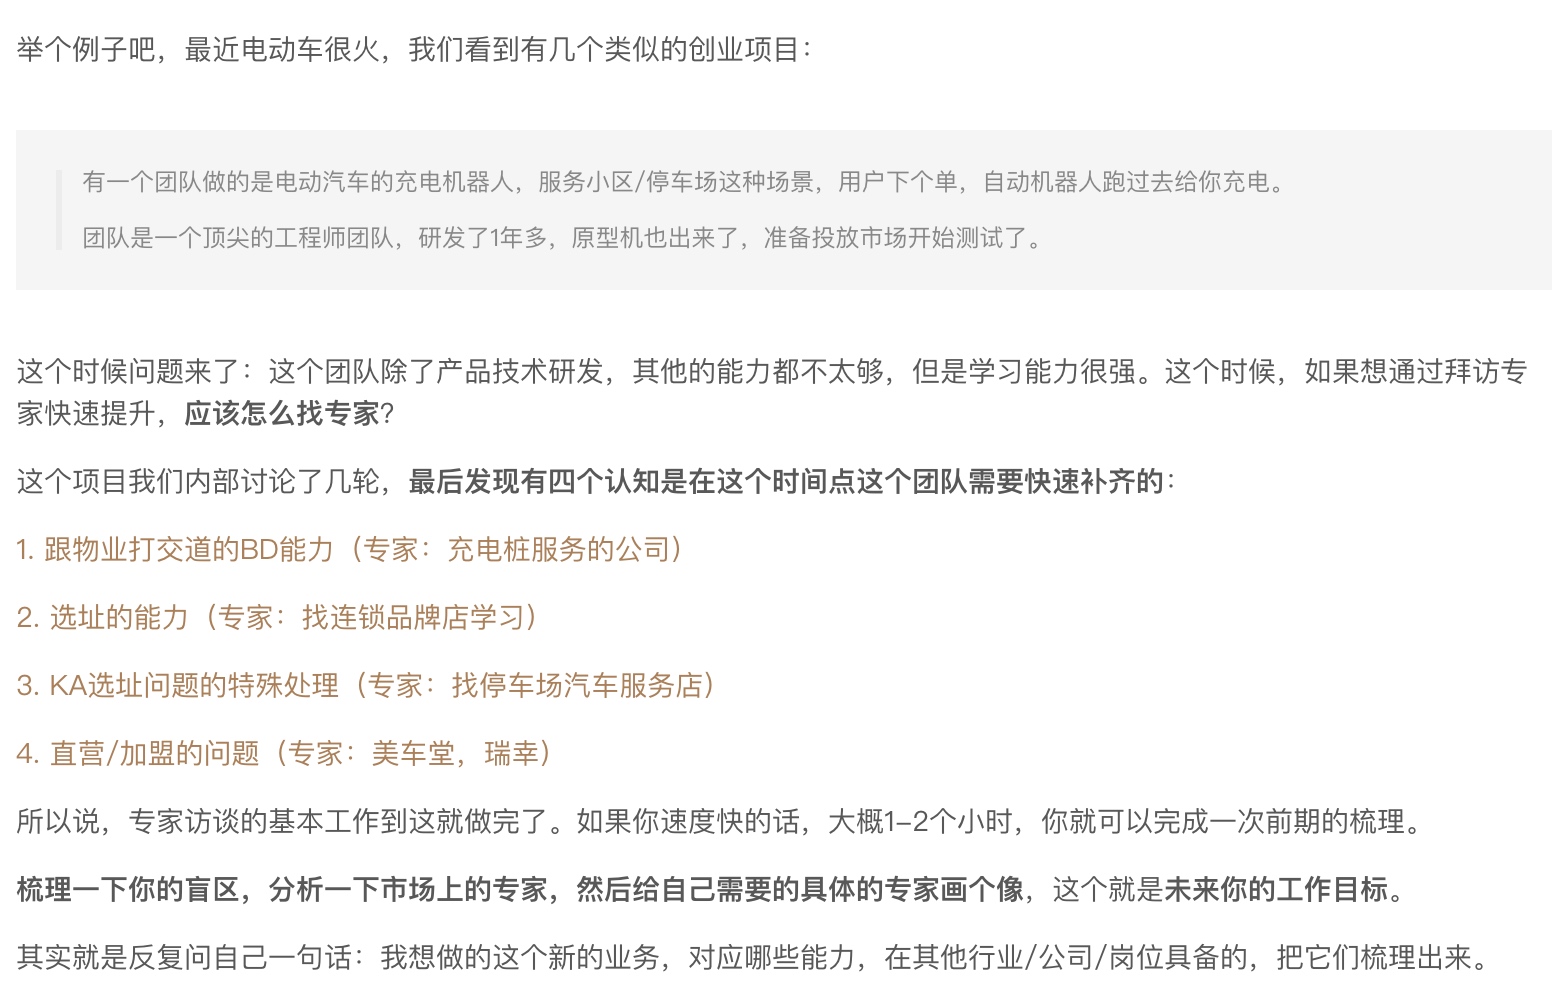 举个例子吧，最近电动车很火，我们看到有几个类似的创业项目：
有一个团队做的是电动汽车的充电机器人，服务小区/停车场这种场景，用户下个单，自动机器人跑过去给你充电。
团队是一个顶尖的工程师团队，研发了1年多，原型机也出来了，准备投放市场开始测试了。
这个时候问题来了：这个团队除了产品技术研发，其他的能力都不太够，但是学习能力很强。这个时候，如果想通过拜访专
家快速提升，应该怎么找专家？
这个项目我们内部讨论了几轮，最后发现有四个认知是在这个时间点这个团队需要快速补齐的：
1. 跟物业打交道的BD能力（专家：充电桩服务的公司）
2. 选址的能力（专家：找连锁品牌店学习）
3. KA选址问题的特殊处理（专家：找停车场汽车服务店）
4. 直营/加盟的问题（专家：美车堂，瑞幸）
所以说，专家访谈的基本工作到这就做完了。如果你速度快的话，大概1-2个小时，你就可以完成一次前期的梳理。
梳理一下你的盲区，分析一下市场上的专家，然后给自己需要的具体的专家画个像，这个就是未来你的工作目标。
其实就是反复问自己一句话：我想做的这个新的业务，对应哪些能力，在其他行业/公司/岗位具备的，把它们梳理出来。